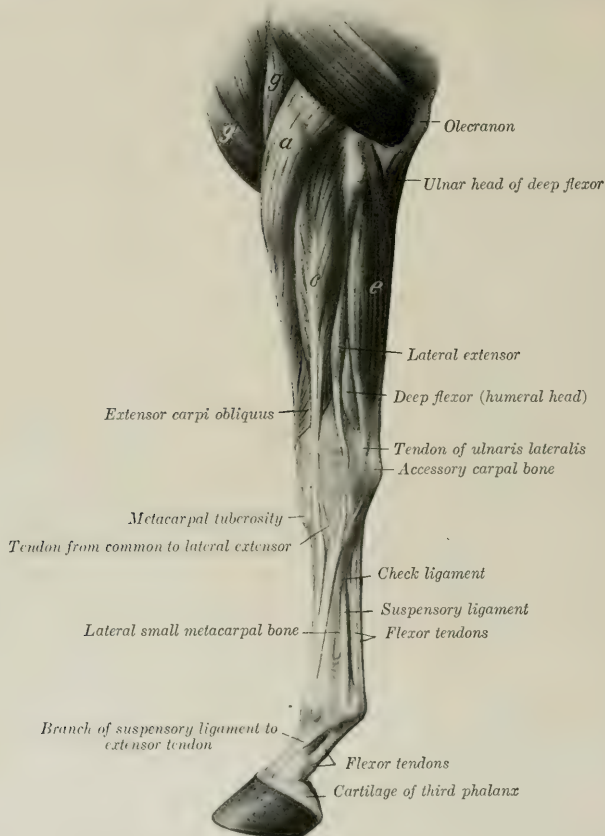 g
g
a
Olecranon
Ulnar head of deep flexor
c
e
Lateral extensor
Deep flexor (humeral head)
Extensor carpi obliquus
Tendon of ulnaris lateralis
Accessory carpal bone
Metacarpal tuberosity
Tendon from common to lateral extensor
Check ligament
Suspensory ligament
Lateral small metacarpal bone
Flexor tendons
Branch of suspensory ligament to
extensor tendon
Flexor tendons
Cartilage of third phalanx